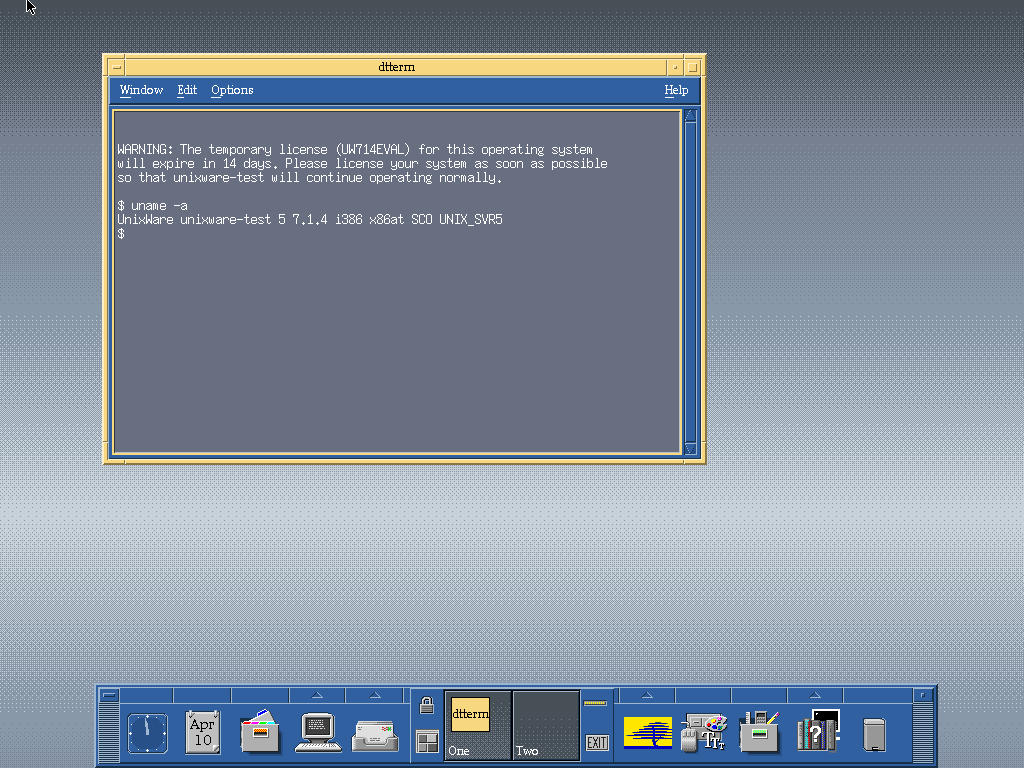 dtterm
Window Edit Options Help
WARNING: The temporary license (UW714EVAL) for this operating system
will expire in 14 days. Please license your system as soon as possible
so that unixware-test will continue operating normally.
$ uname -a
UnixWare unixware-test 5 7.1.4 i386 x86at SCO UNIX_SVR5
$
Apr
10
dtterm
One
Two
EXIT
?